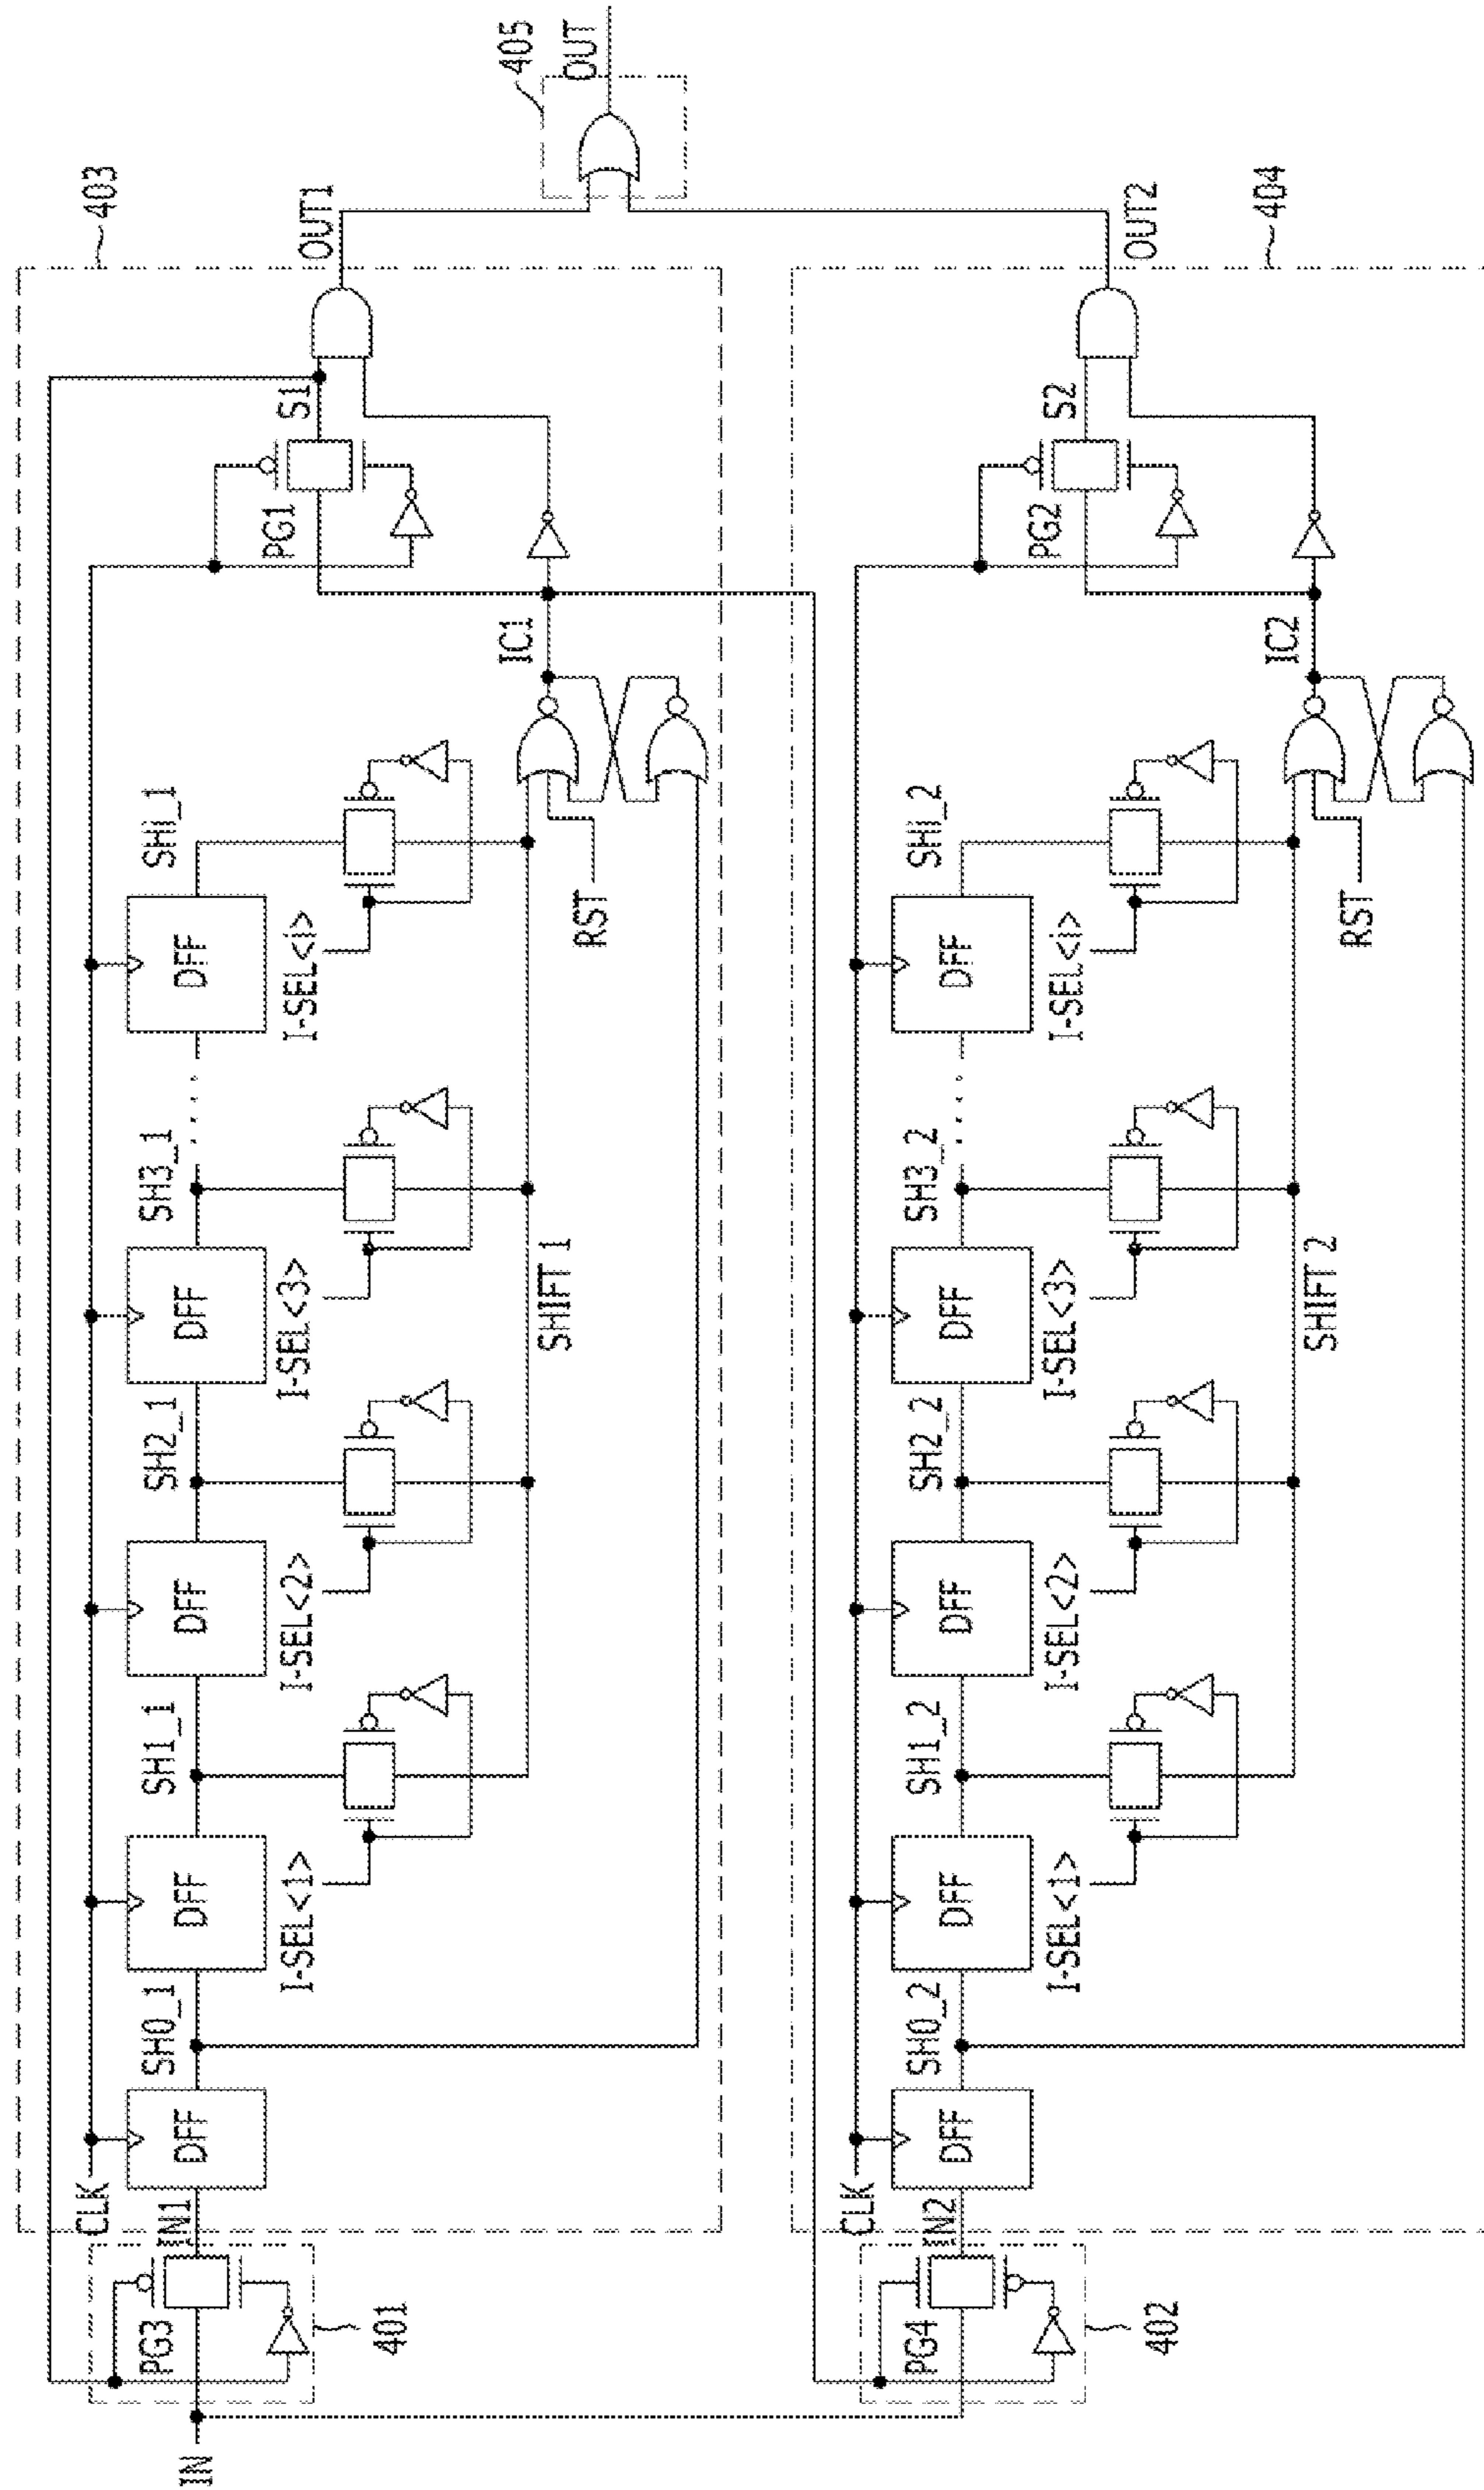 IN
401
PG3
IN1
CLK
DFF
SH0_1
DFF
SH1_1
DFF
SH2_1
DFF
SH3_1
DFF
SHi_1
I-SEL<1>
I-SEL<2>
I-SEL<3>
I-SEL<i>
SHIFT 1
RST
IC1
PG1
S1
OUT1
403
405
OUT
402
PG4
IN2
CLK
DFF
SH0_2
DFF
SH1_2
DFF
SH2_2
DFF
SH3_2
DFF
SHi_2
I-SEL<1>
I-SEL<2>
I-SEL<3>
I-SEL<i>
SHIFT 2
RST
IC2
PG2
S2
OUT2
404